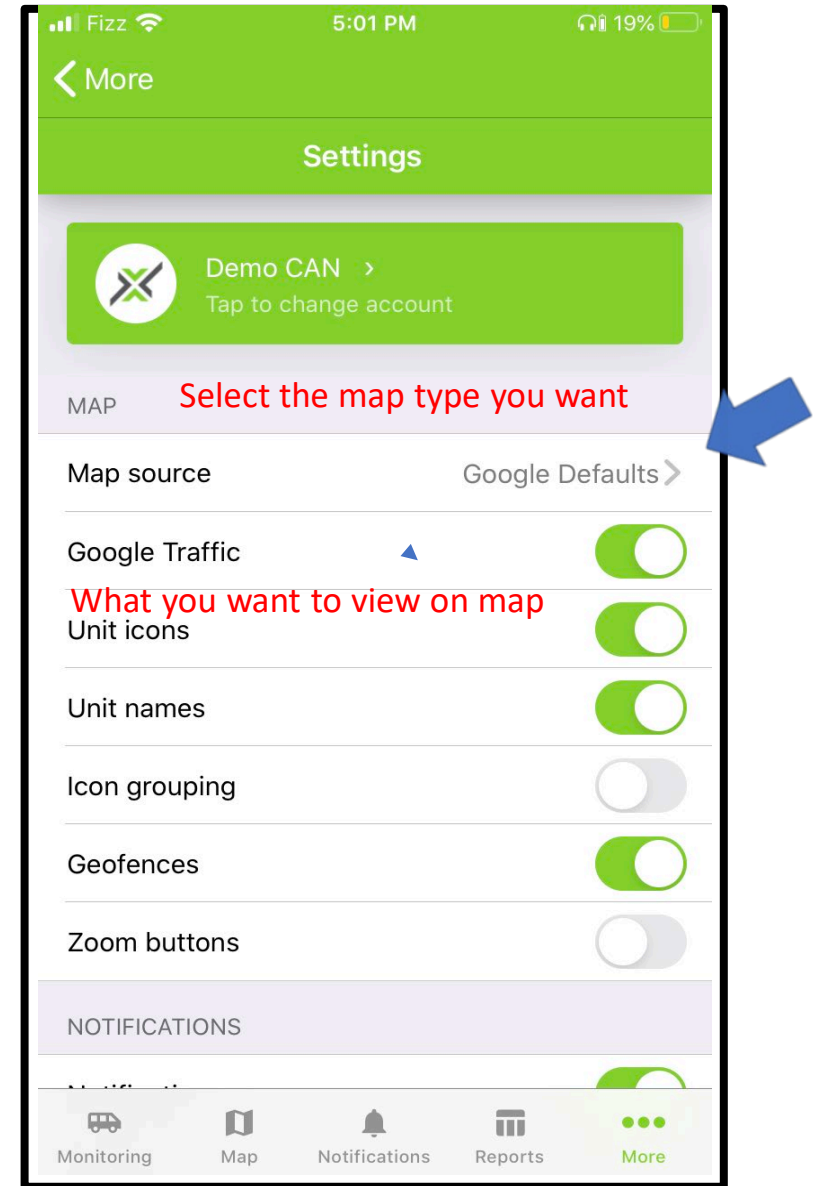 Fizz 5:01 PM 19%
More
Settings
Demo CAN >
Tap to change account
MAP Select the map type you want
Map source Google Defaults
Google Traffic
What you want to view on map
Unit icons
Unit names
Icon grouping
Geofences
Zoom buttons
NOTIFICATIONS
Monitoring Map Notifications Reports More